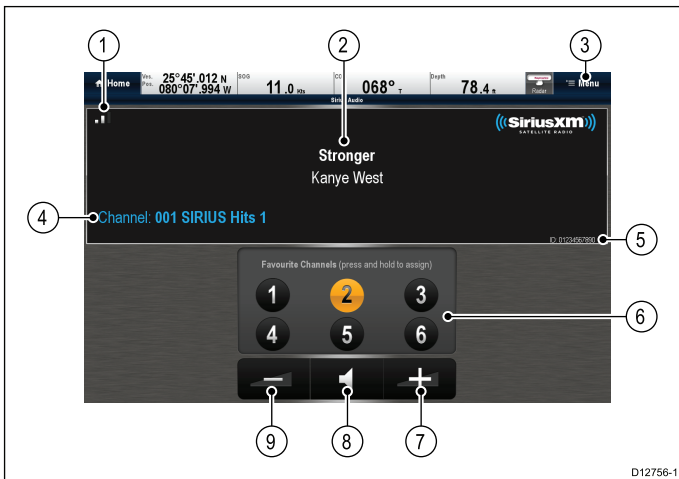 1 2 3
Home
Ves. Pos. 25°45'.012 N
080°07'.994 W
SOG 11.0 Kts
068° T
Depth 78.4 ft
Radar
Menu
Sirius Audio
((SiriusXM))
SATELLITE RADIO
Stronger
Kanye West
4
Channel: 001 SIRIUS Hits 1
ID: 01234567890
5
Favourite Channels (press and hold to assign)
1 2 3
4 5 6
6
9 8 7
D12756-1